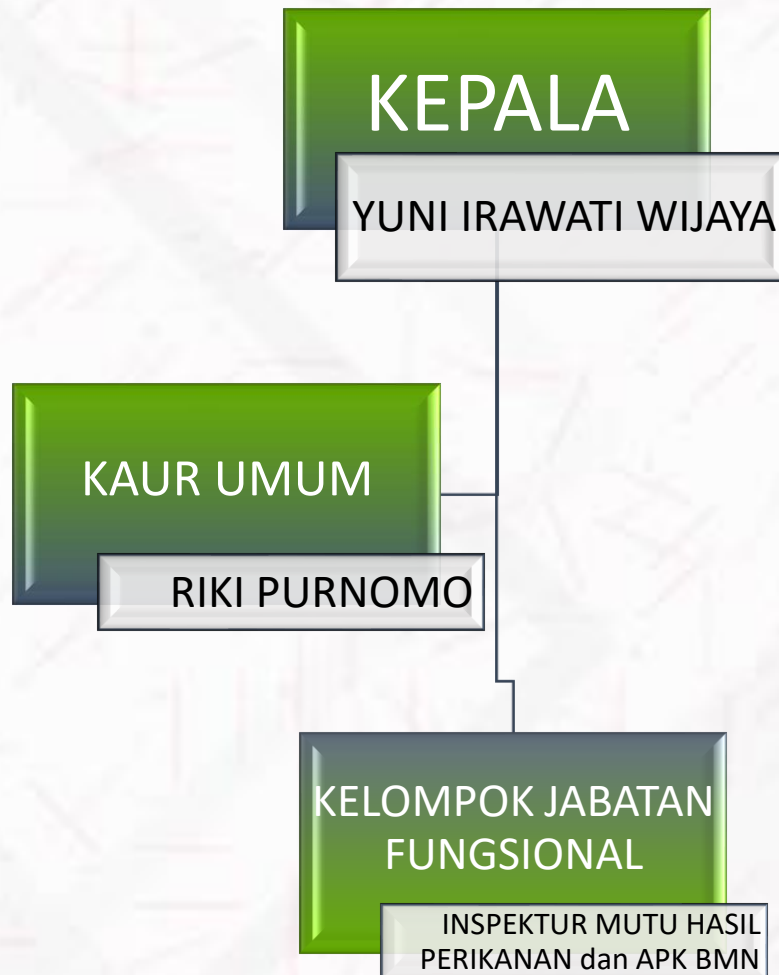 KEPALA
YUNI IRAWATI WIJAYA
KAUR UMUM
RIKI PURNOMO
KELOMPOK JABATAN
FUNGSIONAL
INSPEKTUR MUTU HASIL
PERIKANAN dan APK BMN